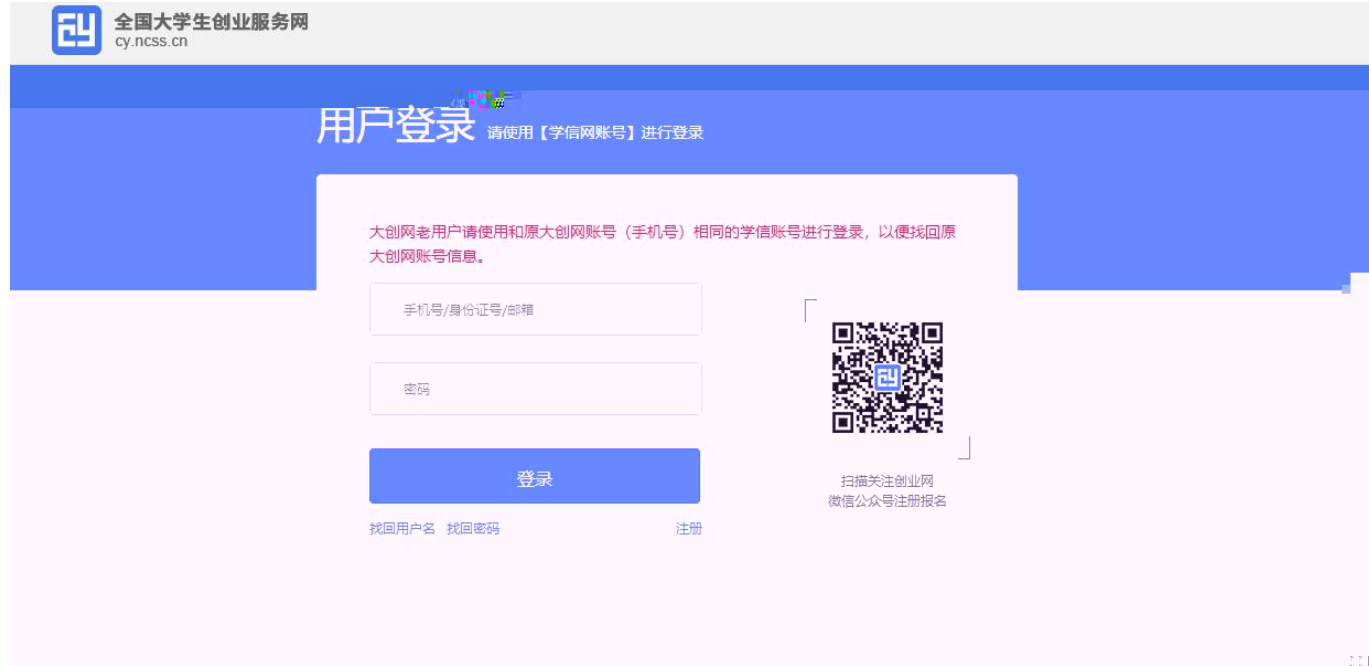 全国大学生创业服务网
cy.ncss.cn
用户登录 请使用【学信网账号】进行登录
大创网老用户请使用和原大创网账号（手机号）相同的学信账号进行登录，以便找回原
大创网账号信息。
手机号/身份证号/邮箱
密码
登录
找回用户名 找回密码 注册
扫描关注创业网
微信公众号注册报名